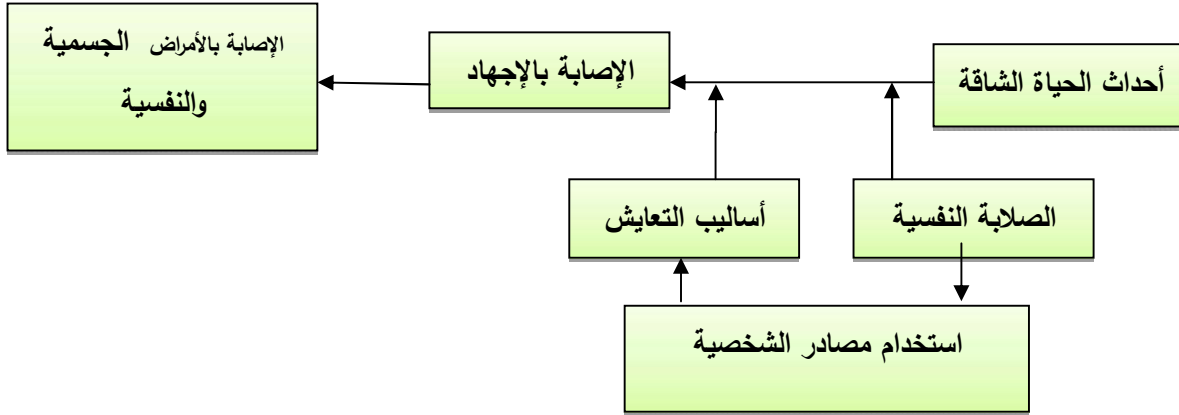 أحداث الحياة الشاقة
الإصابة بالإجهاد
الإصابة بالأمراض الجسمية
والنفسية
الصلابة النفسية
أساليب التعايش
استخدام مصادر الشخصية